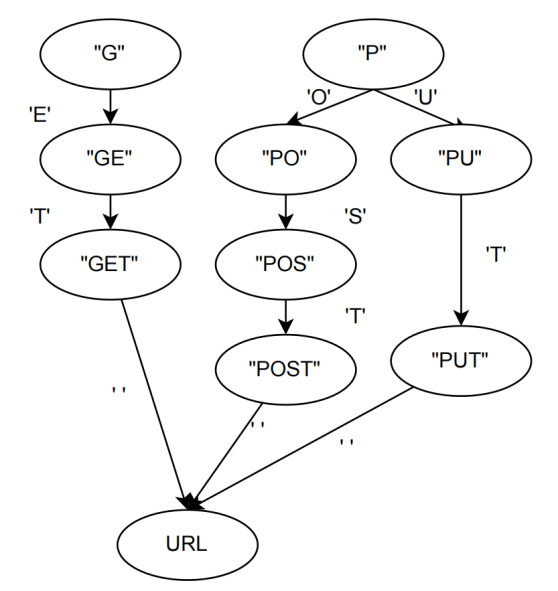 "G"
"P"
'E'
'O'
'U'
"GE"
"PO"
"PU"
'T'
'S'
'T'
"GET"
"POS"
'T'
"POST"
"PUT"
' '
' '
' '
URL